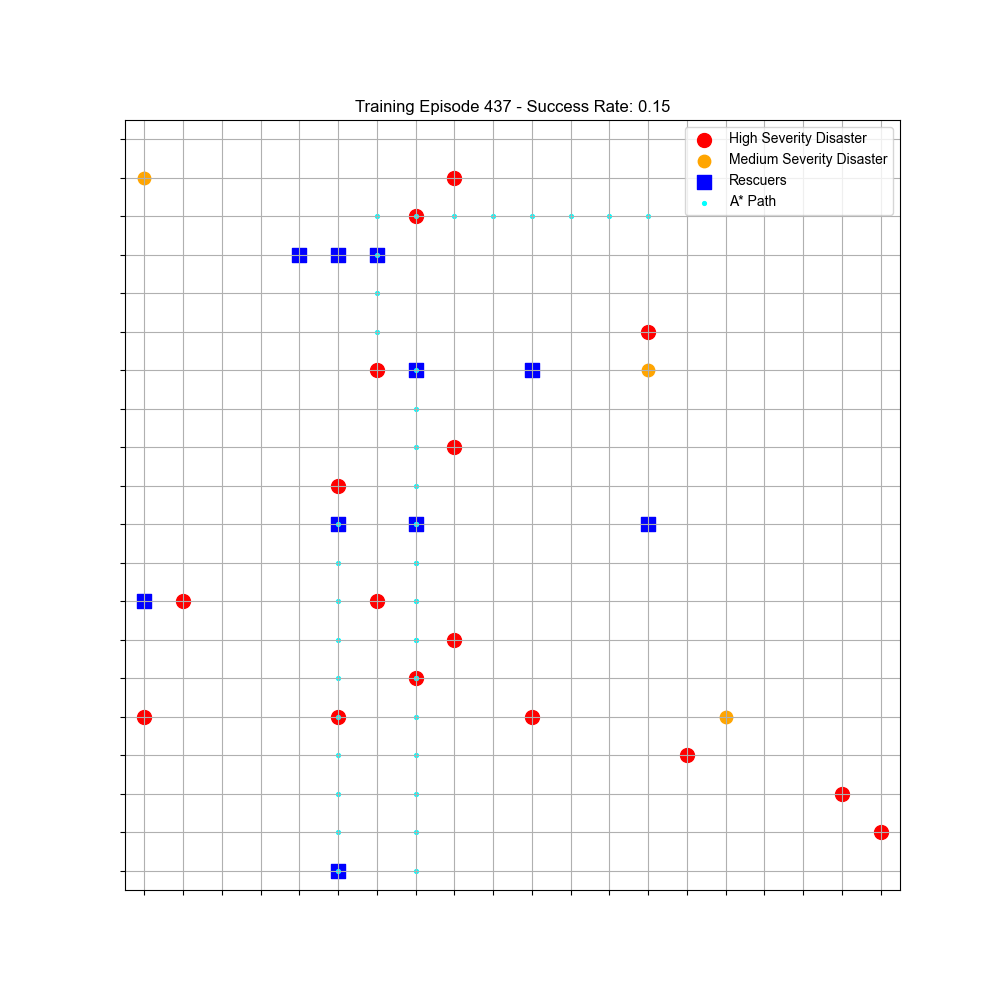 Training Episode 437 - Success Rate: 0.15
High Severity Disaster
Medium Severity Disaster
Rescuers
A* Path